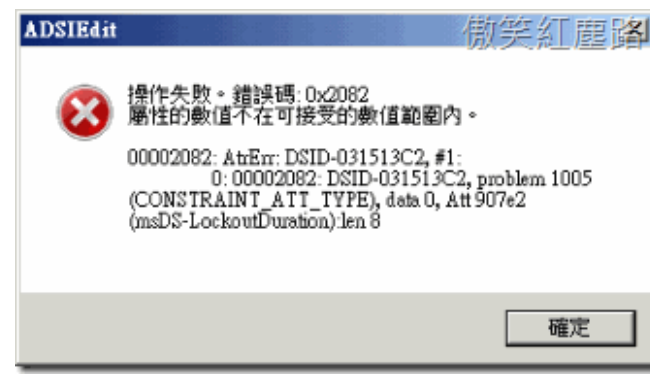 ADSIEdit
傲笑紅塵路
操作失敗。錯誤碼: 0x2082
屬性的數值不在可接受的數值範圍內。
00002082: AtrErr: DSID-031513C2, #1:
0: 00002082: DSID-031513C2, problem 1005
(CONSTRAINT_ATT_TYPE), data 0, Att 907e2
(msDS-LockoutDuration):len 8
確定